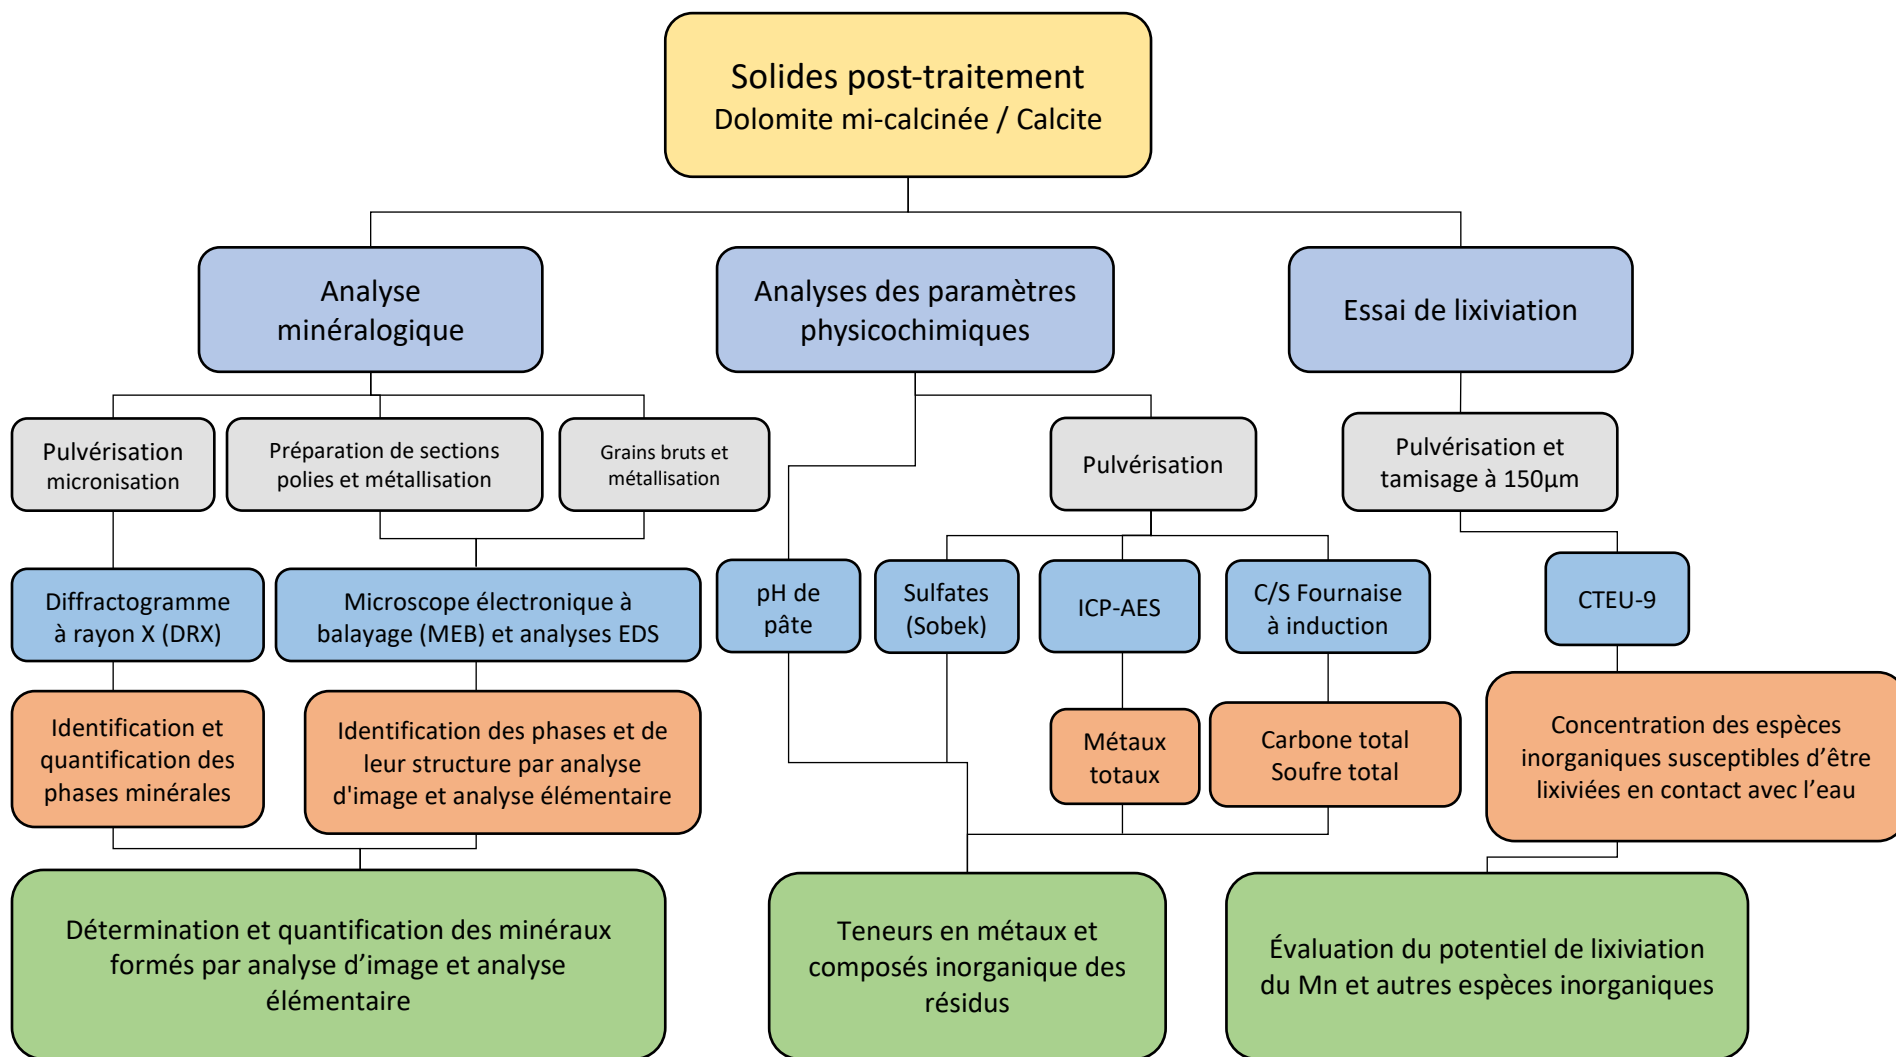 Solides post-traitement
Dolomite mi-calcinée / Calcite
Analyse
minéralogique
Analyses des paramètres
physicochimiques
Essai de lixiviation
Pulvérisation
micronisation
Préparation de sections
polies et métallisation
Grains bruts et
métallisation
Pulvérisation
Pulvérisation et
tamisage à 150µm
Diffractogramme
à rayon X (DRX)
Microscope électronique à
balayage (MEB) et analyses EDS
pH de
pâte
Sulfates
(Sobek)
ICP-AES
C/S Fournaise
à induction
CTEU-9
Identification et
quantification des
phases minérales
Identification des phases et de
leur structure par analyse
d'image et analyse élémentaire
Métaux
totaux
Carbone total
Soufre total
Concentration des espèces
inorganiques susceptibles d’être
lixiviées en contact avec l’eau
Détermination et quantification des minéraux
formés par analyse d’image et analyse
élémentaire
Teneurs en métaux et
composés inorganique des
résidus
Évaluation du potentiel de lixiviation
du Mn et autres espèces inorganiques